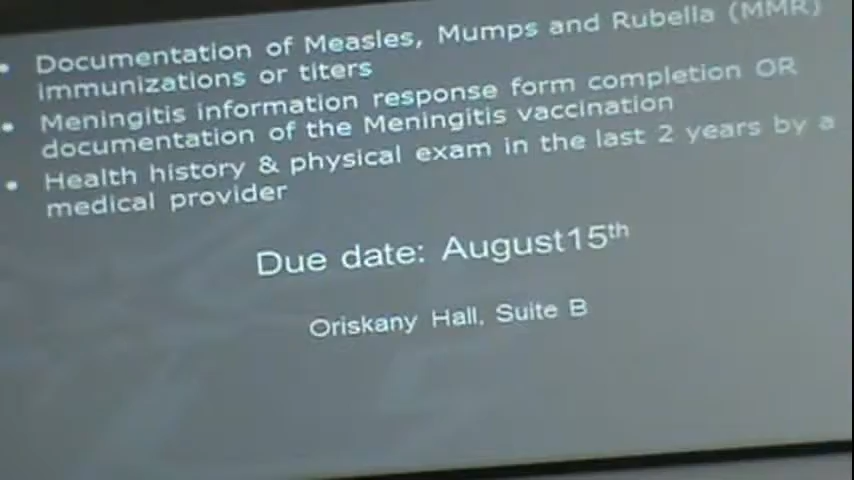 • Documentation of Measles, Mumps and Rubella (MMR)
immunizations or titers
• Meningitis information response form completion OR
documentation of the Meningitis vaccination
• Health history & physical exam in the last 2 years by a
medical provider
Due date: August15th
Oriskany Hall, Suite B